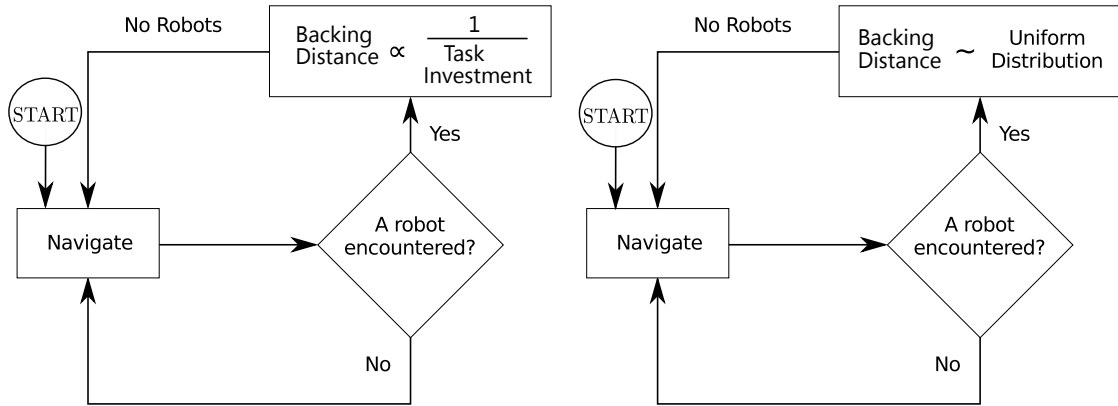 No Robots
Backing
Distance ∝
1
Task
Investment
START
Yes
Navigate
A robot
encountered?
No
No Robots
Backing
Distance ~
Uniform
Distribution
START
Yes
Navigate
A robot
encountered?
No